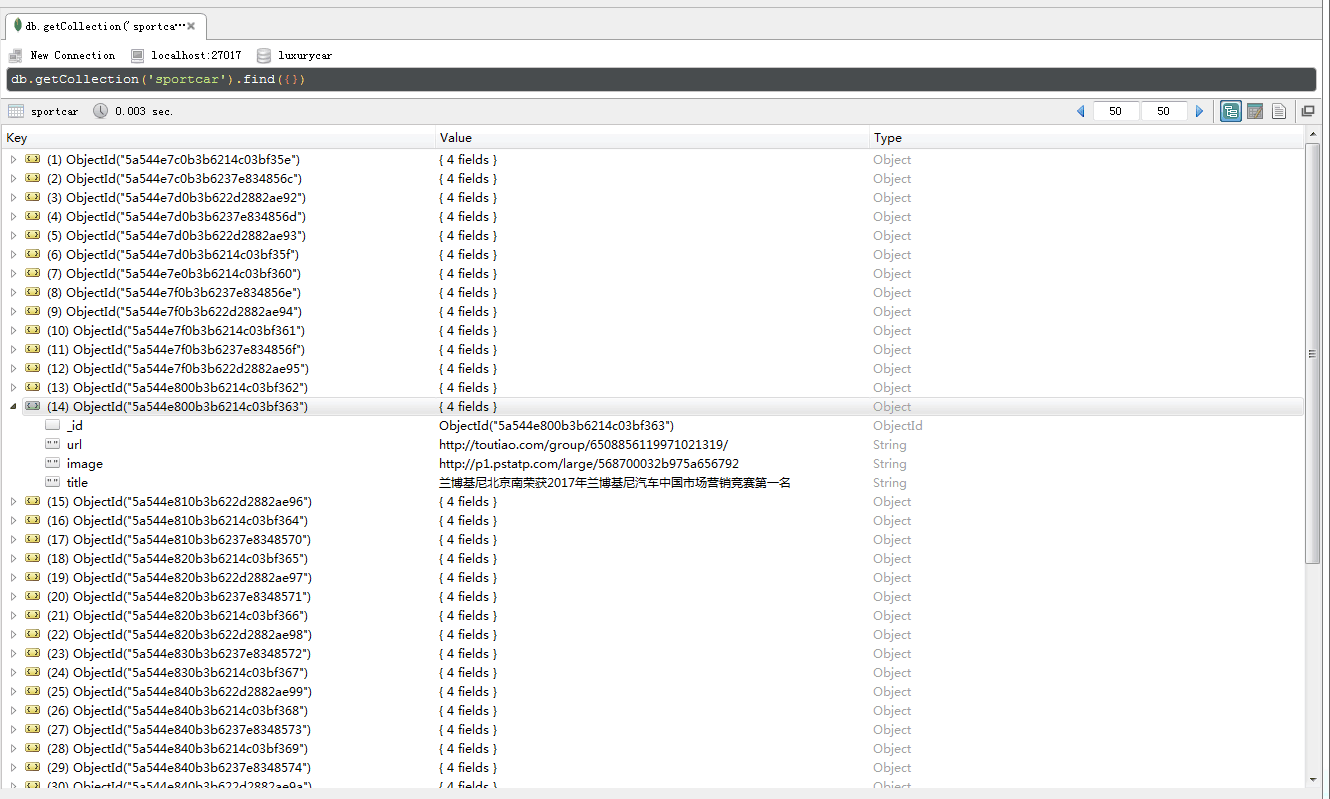 db.getCollection('sportca…
New Connection localhost:27017 luxurycar
db.getCollection('sportcar').find({})
sportcar 0.003 sec. 50 50
Key Value Type
(1) ObjectId("5a544e7c0b3b6214c03bf35e") { 4 fields } Object
(2) ObjectId("5a544e7c0b3b6237e834856c") { 4 fields } Object
(3) ObjectId("5a544e7d0b3b622d2882ae92") { 4 fields } Object
(4) ObjectId("5a544e7d0b3b6237e834856d") { 4 fields } Object
(5) ObjectId("5a544e7d0b3b622d2882ae93") { 4 fields } Object
(6) ObjectId("5a544e7d0b3b6214c03bf35f") { 4 fields } Object
(7) ObjectId("5a544e7e0b3b6214c03bf360") { 4 fields } Object
(8) ObjectId("5a544e7f0b3b6237e834856e") { 4 fields } Object
(9) ObjectId("5a544e7f0b3b622d2882ae94") { 4 fields } Object
(10) ObjectId("5a544e7f0b3b6214c03bf361") { 4 fields } Object
(11) ObjectId("5a544e7f0b3b6237e834856f") { 4 fields } Object
(12) ObjectId("5a544e7f0b3b622d2882ae95") { 4 fields } Object
(13) ObjectId("5a544e800b3b6214c03bf362") { 4 fields } Object
(14) ObjectId("5a544e800b3b6214c03bf363") { 4 fields } Object
_id ObjectId("5a544e800b3b6214c03bf363") ObjectId
url http://toutiao.com/group/6508856119971021319/ String
image http://p1.pstatp.com/large/568700032b975a656792 String
title 兰博基尼北京南荣获2017年兰博基尼汽车中国市场营销竞赛第一名 String
(15) ObjectId("5a544e810b3b622d2882ae96") { 4 fields } Object
(16) ObjectId("5a544e810b3b6214c03bf364") { 4 fields } Object
(17) ObjectId("5a544e810b3b6237e8348570") { 4 fields } Object
(18) ObjectId("5a544e820b3b6214c03bf365") { 4 fields } Object
(19) ObjectId("5a544e820b3b622d2882ae97") { 4 fields } Object
(20) ObjectId("5a544e820b3b6237e8348571") { 4 fields } Object
(21) ObjectId("5a544e820b3b6214c03bf366") { 4 fields } Object
(22) ObjectId("5a544e820b3b622d2882ae98") { 4 fields } Object
(23) ObjectId("5a544e830b3b6237e8348572") { 4 fields } Object
(24) ObjectId("5a544e830b3b6214c03bf367") { 4 fields } Object
(25) ObjectId("5a544e840b3b622d2882ae99") { 4 fields } Object
(26) ObjectId("5a544e840b3b6214c03bf368") { 4 fields } Object
(27) ObjectId("5a544e840b3b6237e8348573") { 4 fields } Object
(28) ObjectId("5a544e840b3b6214c03bf369") { 4 fields } Object
(29) ObjectId("5a544e840b3b6237e8348574") { 4 fields } Object
(30) ObjectId("5a544e840b3b622d2882ae9a") { 4 fields } Object